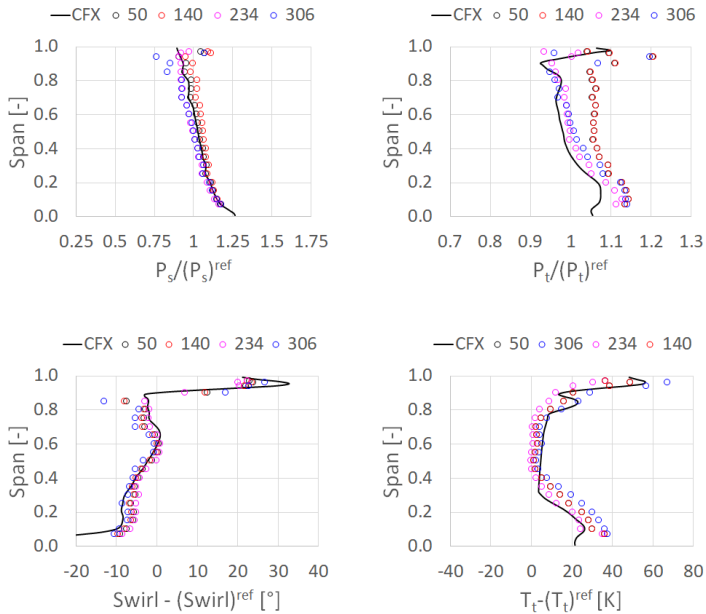 CFX 50 140 234 306
1.0
0.8
0.6
0.4
0.2
0.0
Span [-]
0.25 0.5 0.75 1 1.25 1.5 1.75
Pₛ/(Pₛ)ʳᵉᶠ
CFX 50 140 234 306
1.0
0.8
0.6
0.4
0.2
0.0
Span [-]
0.7 0.8 0.9 1 1.1 1.2 1.3
Pₜ/(Pₜ)ʳᵉᶠ
CFX 50 140 234 306
1.0
0.8
0.6
0.4
0.2
0.0
Span [-]
-20 -10 0 10 20 30 40
Swirl - (Swirl)ʳᵉᶠ [°]
CFX 50 306 234 140
1.0
0.8
0.6
0.4
0.2
0.0
Span [-]
-40 -20 0 20 40 60 80
Tₜ-(Tₜ)ʳᵉᶠ [K]